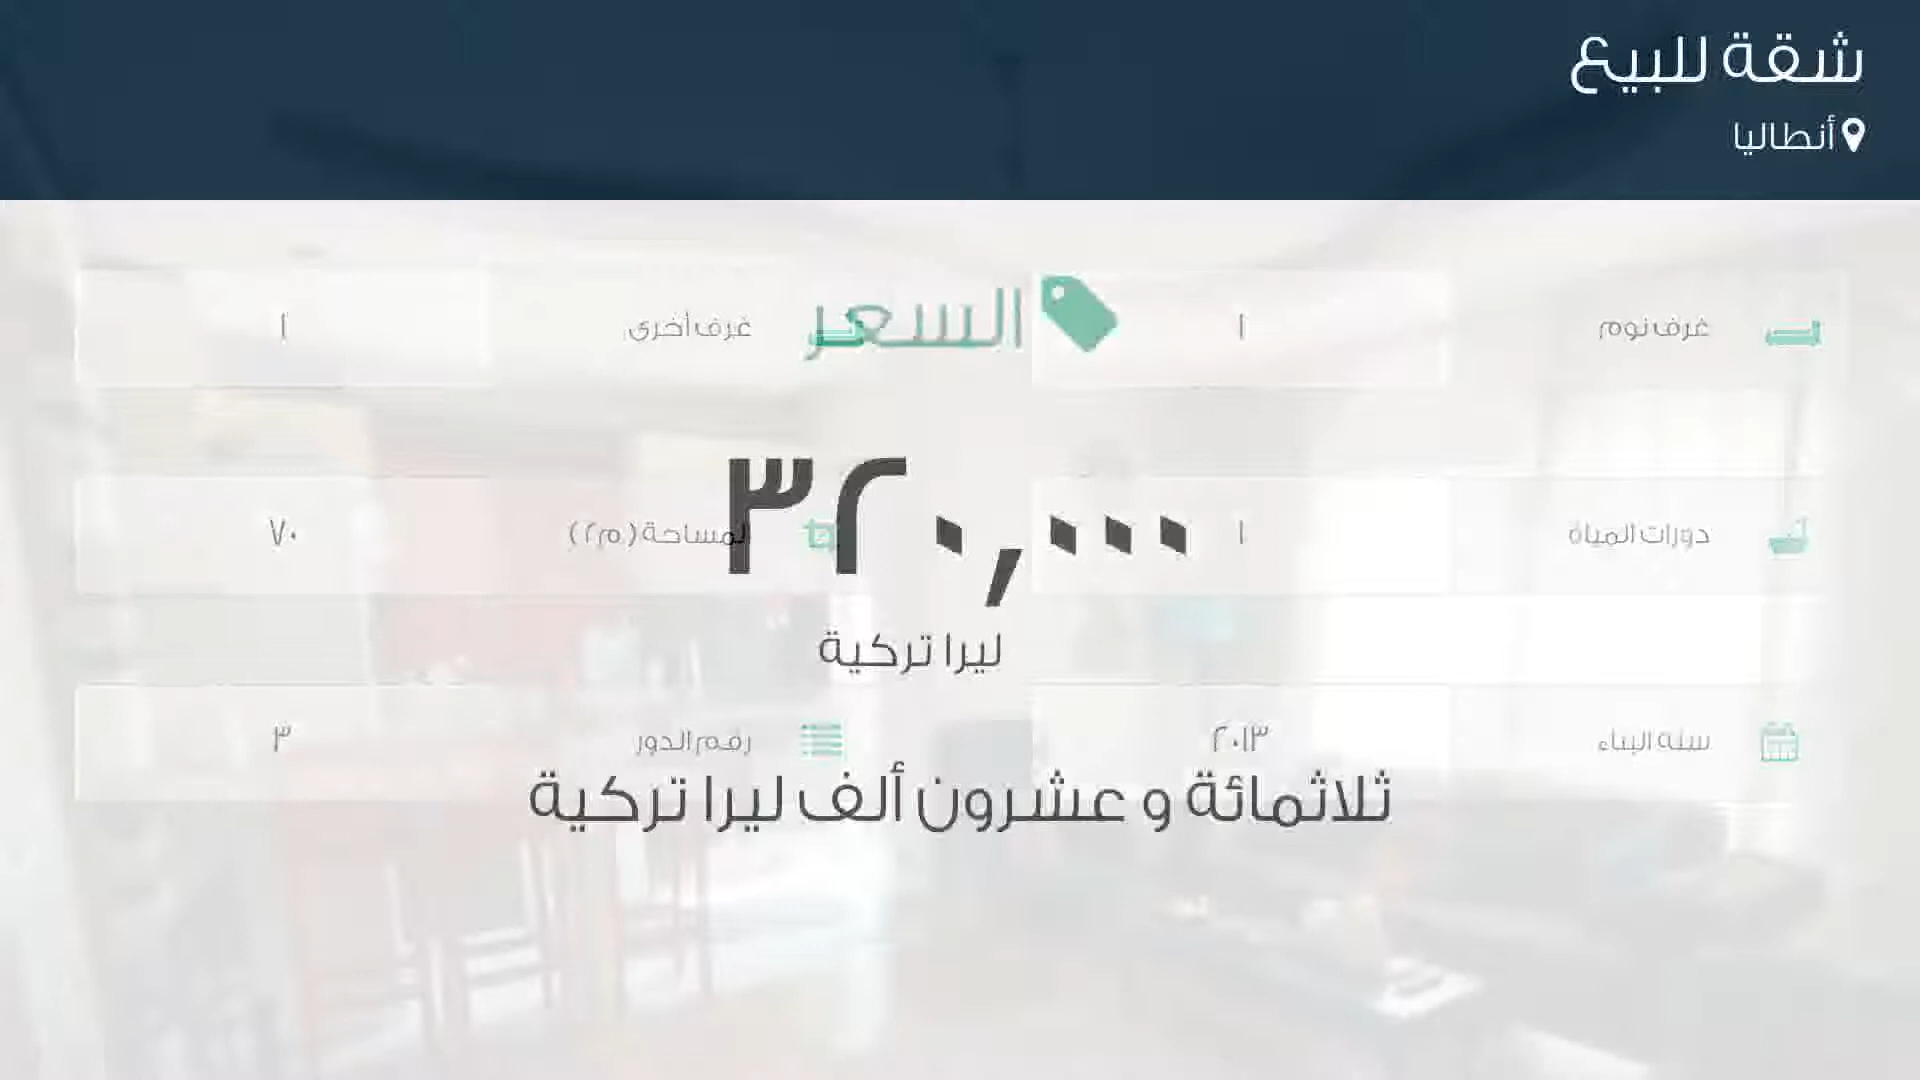 شقة للبيع
أنطاليا
السعر
غرف نوم ١
غرف أخرى ١
٣٢٠,٠٠٠
دورات المياة ١
المساحة (م٢) ٧٠
ليرا تركية
سنة البناء ٢٠١٣
رقم الدور ٣
ثلاثمائة و عشرون ألف ليرا تركية